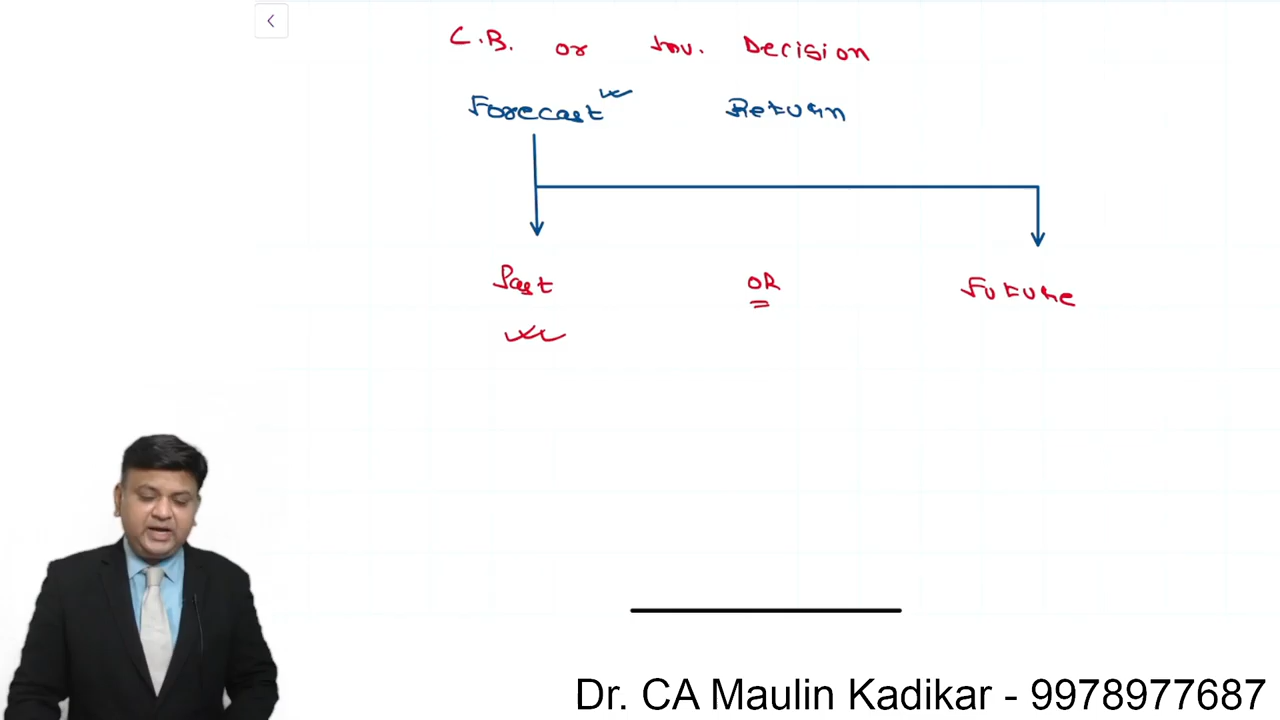 C.B. or Inv. Decision
Forecast Return
Past OR Future
Dr. CA Maulin Kadikar - 9978977687